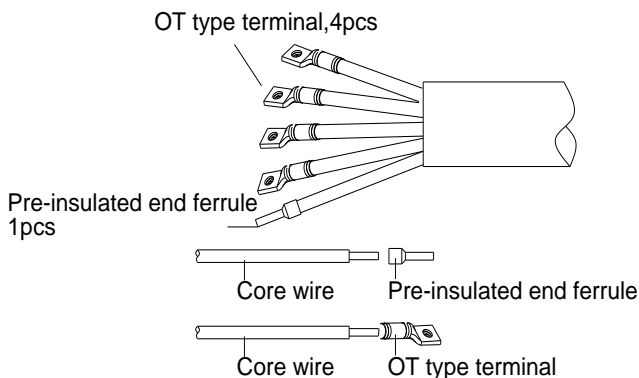 OT type terminal,4pcs
Pre-insulated end ferrule
1pcs
Core wire
Pre-insulated end ferrule
Core wire
OT type terminal